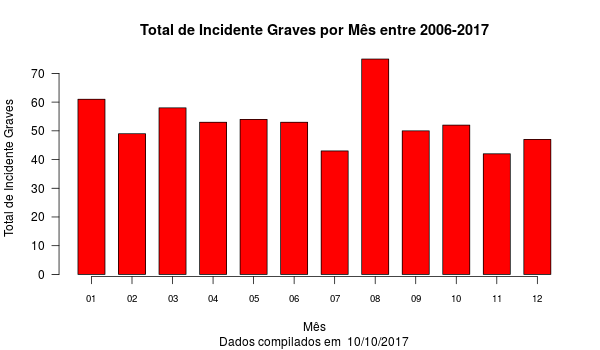 Total de Incidente Graves por Mês entre 2006-2017
Total de Incidente Graves
70
60
50
40
30
20
10
0
01 02 03 04 05 06 07 08 09 10 11 12
Mês
Dados compilados em 10/10/2017